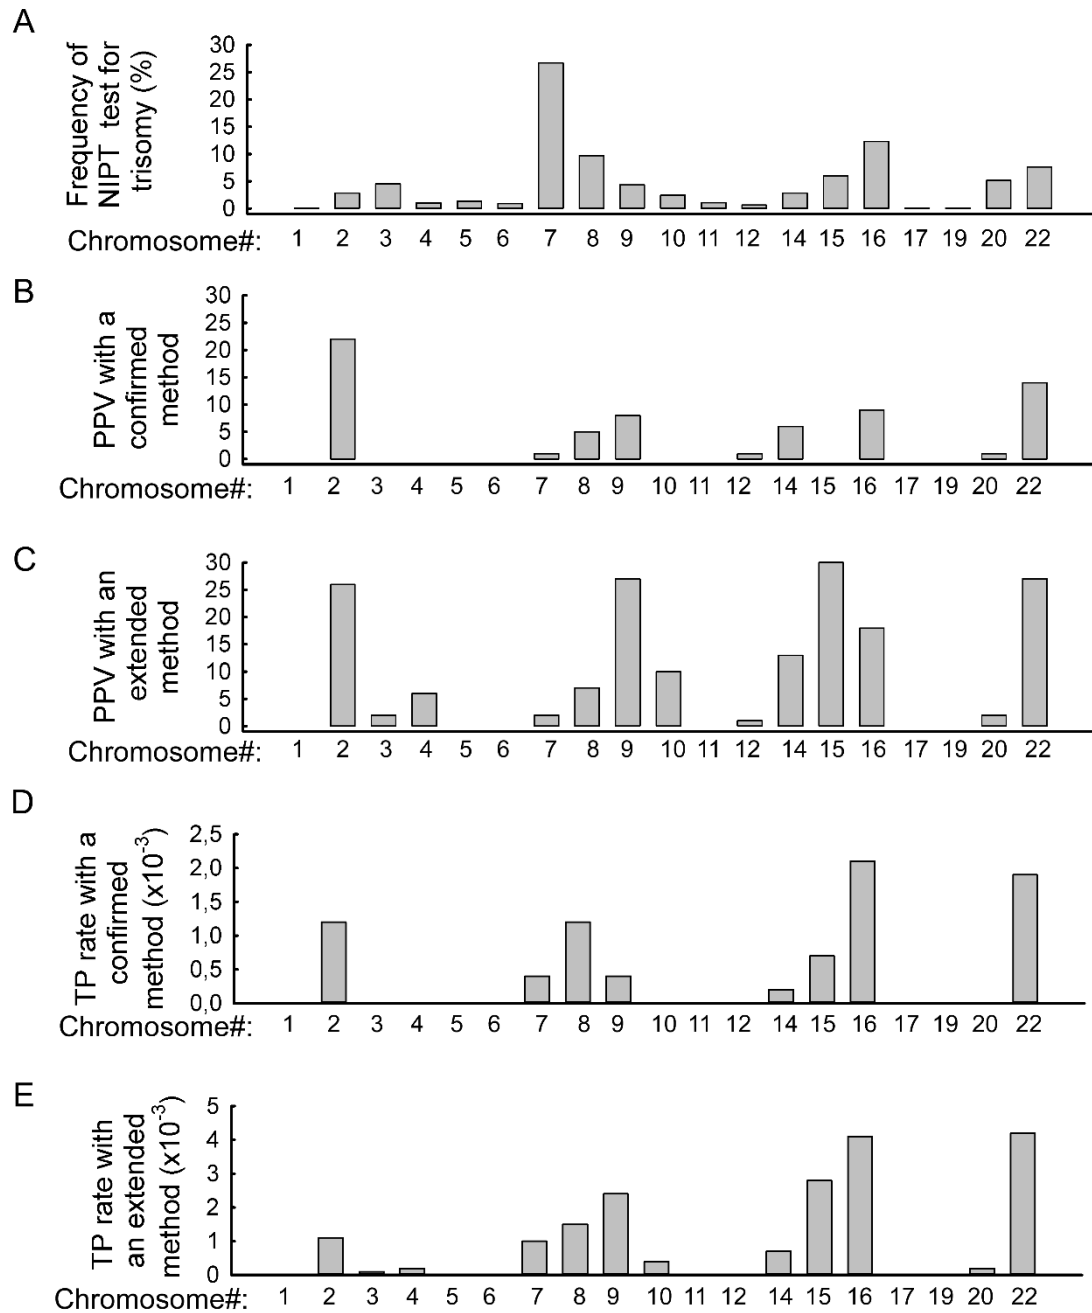 A
Frequency of
NIPT test for
trisomy (%)
30
25
20
15
10
5
0
Chromosome#: 1 2 3 4 5 6 7 8 9 10 11 12 14 15 16 17 19 20 22
B
PPV with a
confirmed
method
30
25
20
15
10
5
0
Chromosome#: 1 2 3 4 5 6 7 8 9 10 11 12 14 15 16 17 19 20 22
C
PPV with an
extended
method
30
25
20
15
10
5
0
Chromosome#: 1 2 3 4 5 6 7 8 9 10 11 12 14 15 16 17 19 20 22
D
TP rate with a
confirmed
method (x10⁻³)
2,5
2,0
1,5
1,0
0,5
0,0
Chromosome#: 1 2 3 4 5 6 7 8 9 10 11 12 14 15 16 17 19 20 22
E
TP rate with
an extended
method (x10⁻³)
5
4
3
2
1
0
Chromosome#: 1 2 3 4 5 6 7 8 9 10 11 12 14 15 16 17 19 20 22